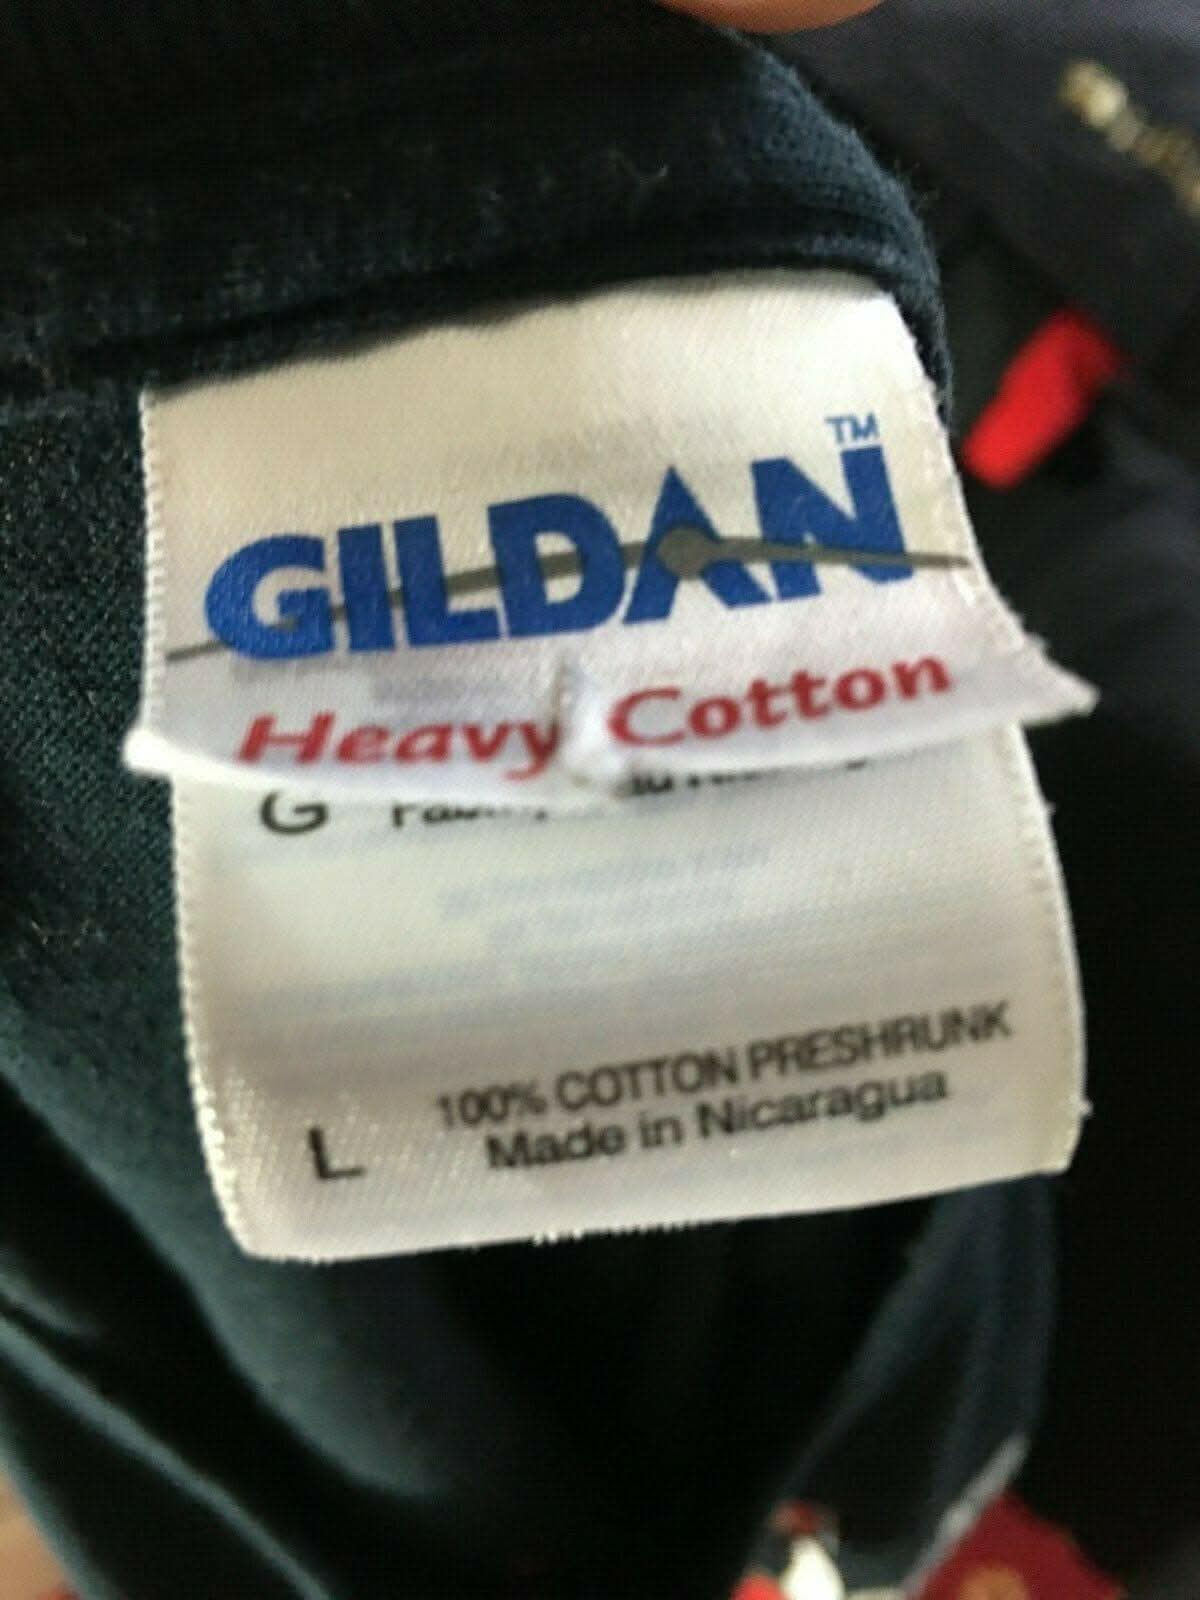 GILDAN™
Heavy Cotton
G
100% COTTON PRESHRUNK
L Made in Nicaragua